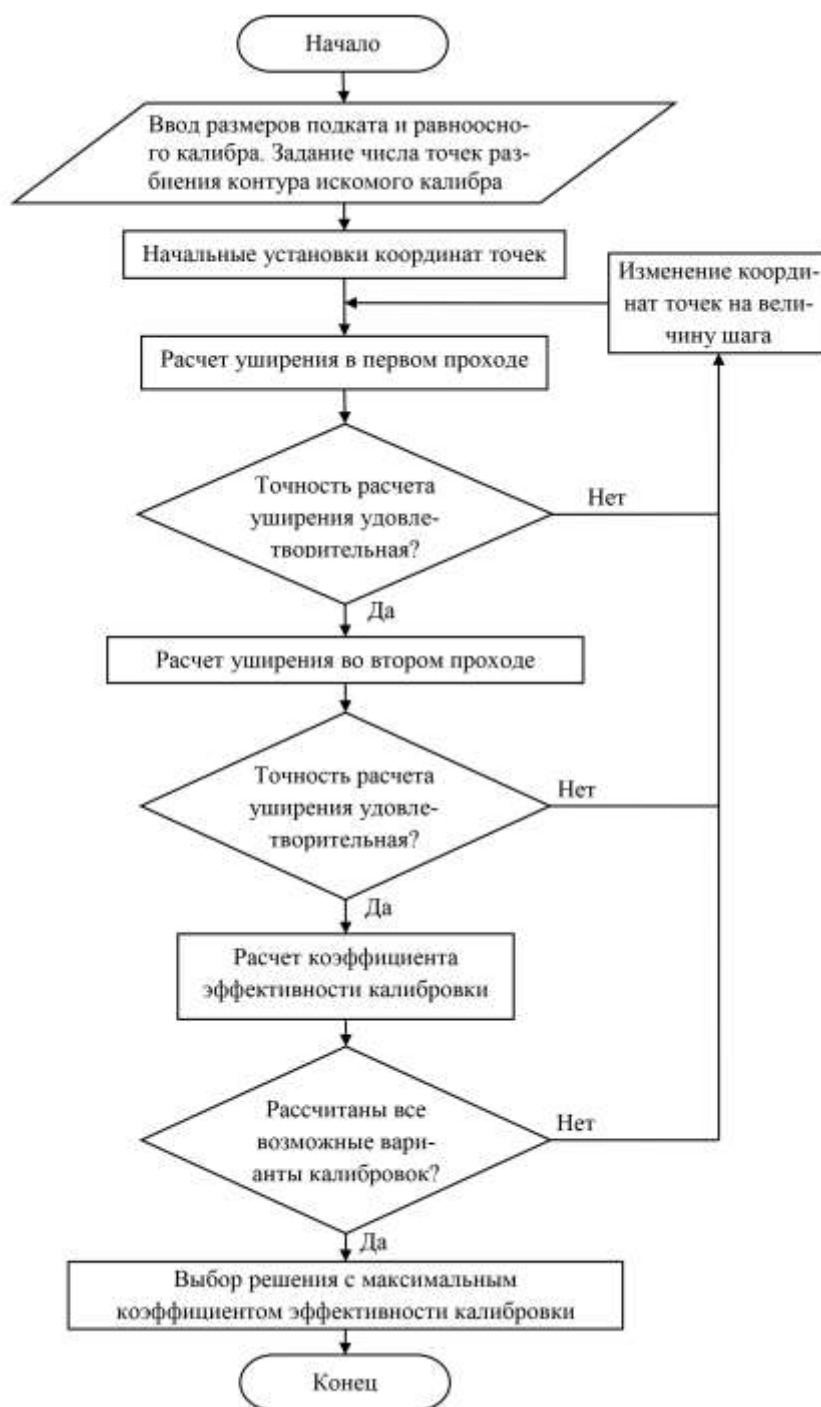 Начало
Ввод размеров подката и равноосно-
го калибра. Задание числа точек раз-
биения контура искомого калибра
Начальные установки координат точек
Изменение коорди-
нат точек на вели-
чину шага
Расчет уширения в первом проходе
Точность расчета
уширения удовле-
творительная?
Нет
Да
Расчет уширения во втором проходе
Точность расчета
уширения удовле-
творительная?
Нет
Да
Расчет коэффициента
эффективности калибровки
Рассчитаны все
возможные вари-
анты калибровок?
Нет
Да
Выбор решения с максимальным
коэффициентом эффективности калибровки
Конец